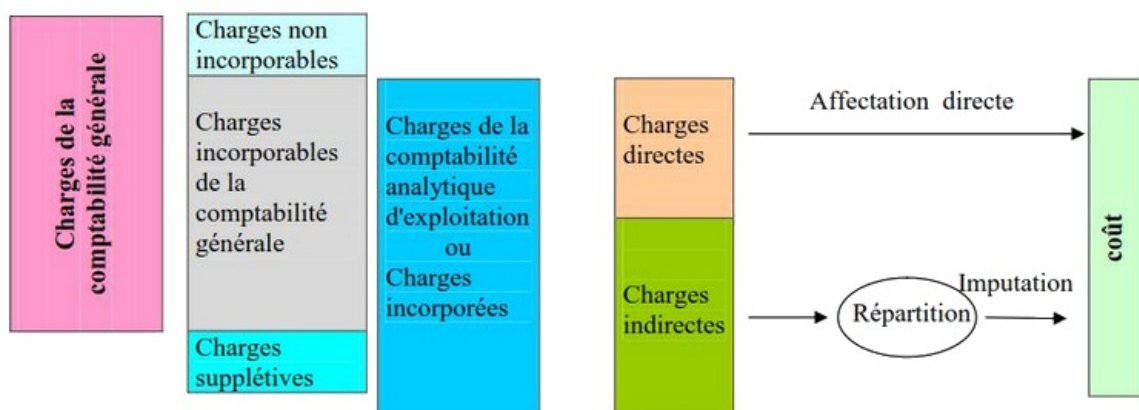 Charges de la
comptabilité générale
Charges non
incorporables
Charges
incorporables
de la
comptabilité
générale
Charges
supplétives
Charges de la
comptabilité
analytique
d'exploitation
ou
Charges
incorporées
Charges
directes
Charges
indirectes
Affectation directe
Répartition
Imputation
coût